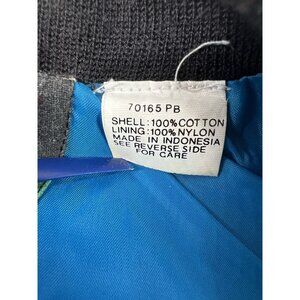 70165 PB
SHELL: 100% COTTON
LINING: 100% NYLON
MADE IN INDONESIA
SEE REVERSE SIDE
FOR CARE